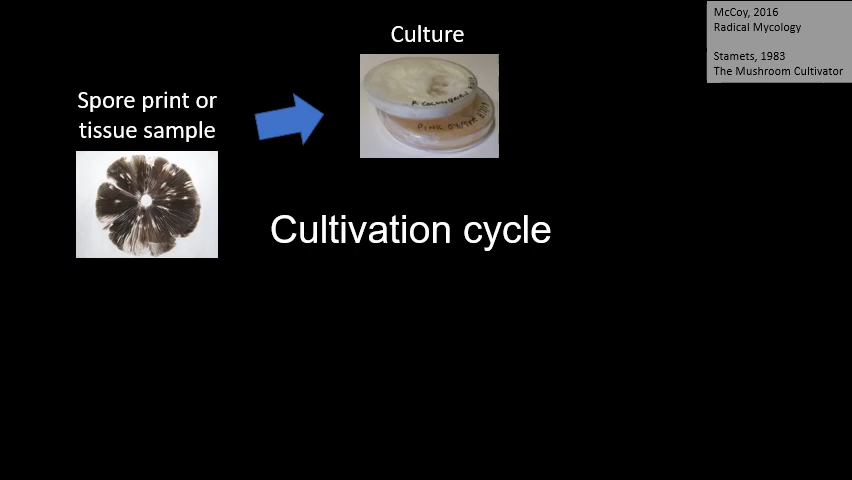 McCoy, 2016
Radical Mycology
Stamets, 1983
The Mushroom Cultivator
Culture
Spore print or
tissue sample
Cultivation cycle